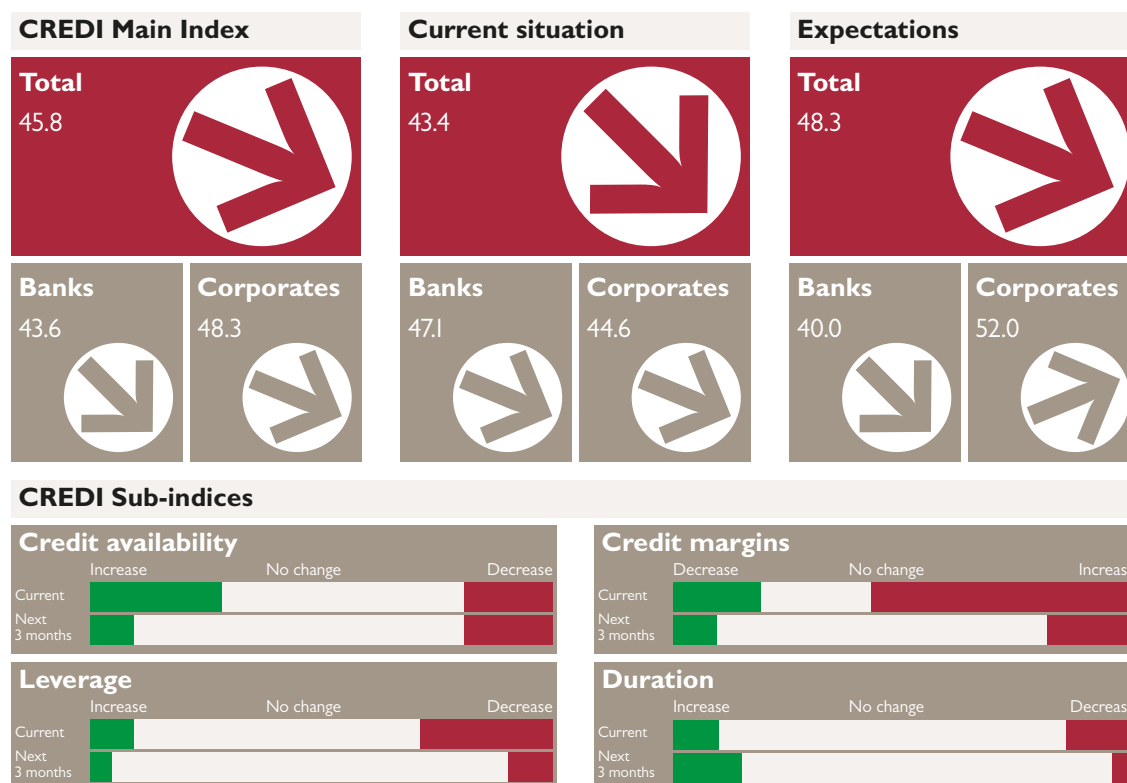 CREDI Main Index
Total
45.8
Banks
43.6
Corporates
48.3
Current situation
Total
43.4
Banks
47.1
Corporates
44.6
Expectations
Total
48.3
Banks
40.0
Corporates
52.0
CREDI Sub-indices
Credit availability
Increase No change Decrease
Current
Next
3 months
Credit margins
Decrease No change Increas
Current
Next
3 months
Leverage
Increase No change Decrease
Current
Next
3 months
Duration
Increase No change Decreas
Current
Next
3 months